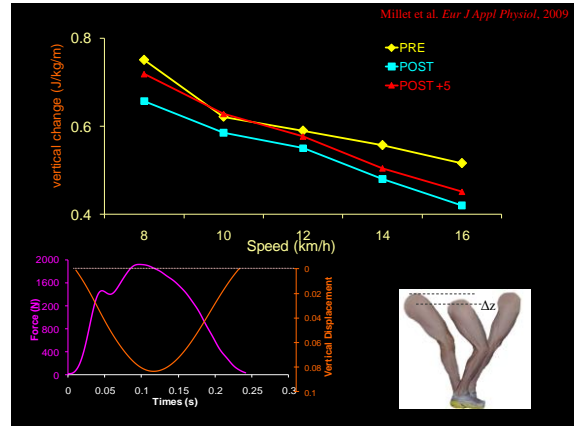 Millet et al. Eur J Appl Physiol, 2009
vertical change (J/kg/m)
0.8
0.6
0.4
PRE
POST
POST+5
8
10
12
14
16
Speed (km/h)
Force (N)
2000
1600
1200
800
400
0
0
0.05
0.1
0.15
0.2
0.25
0.3
Times (s)
0
0.02
0.04
0.06
0.08
0.1
Vertical Displacement
Δz